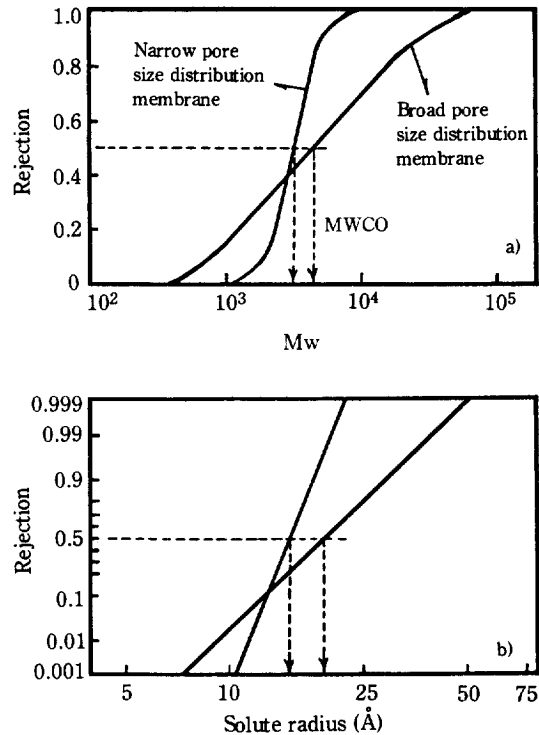 1.0
0.8
0.6
0.4
0.2
0
Rejection
Narrow pore
size distribution
membrane
Broad pore
size distribution
membrane
MWCO
a)
10² 10³ 10⁴ 10⁵
Mw
0.999
0.99
0.9
0.5
0.1
0.01
0.001
Rejection
b)
5 10 25 50 75
Solute radius (Å)